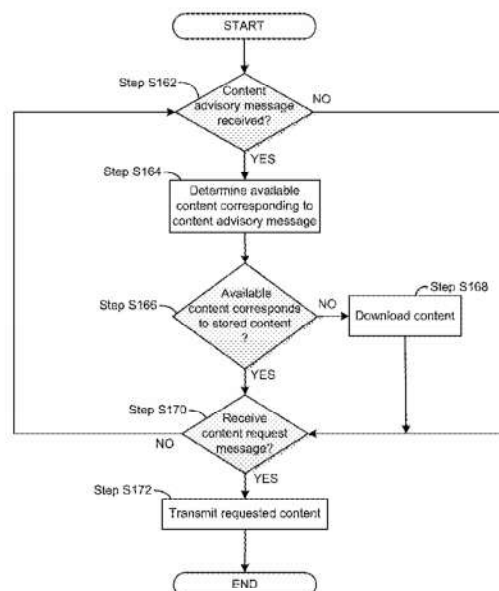 START
Step S162
Content
advisory message
received?
NO
YES
Step S164
Determine available
content corresponding to
content advisory message
Step S166
Available
content corresponds
to stored content
?
NO
Step S168
Download content
YES
Step S170
Receive
content request
message?
NO
YES
Step S172
Transmit requested content
END